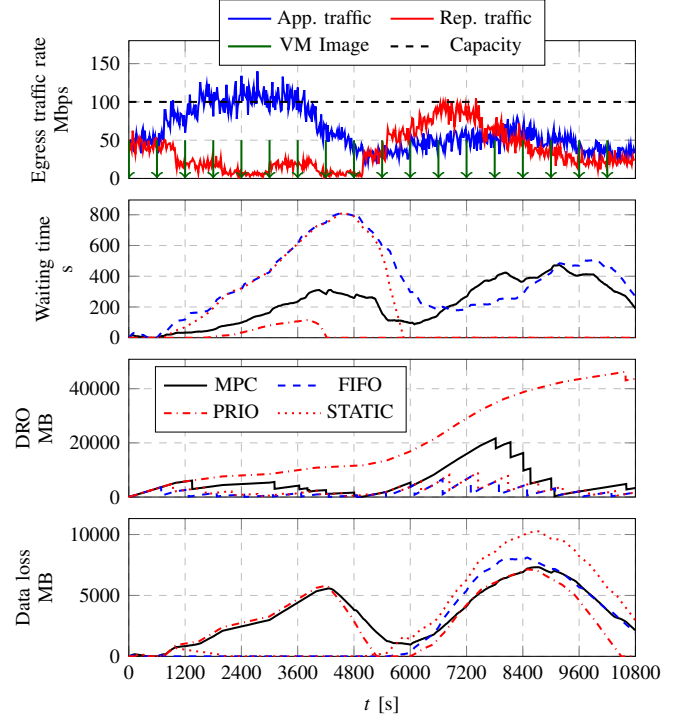 App. traffic Rep. traffic
VM Image Capacity
Egress traffic rate
Mbps
150
100
50
0
Waiting time
s
800
600
400
200
0
DRO
MB
40000
20000
0
MPC FIFO
PRIO STATIC
Data loss
MB
10000
5000
0
0 1200 2400 3600 4800 6000 7200 8400 9600 10800
t [s]